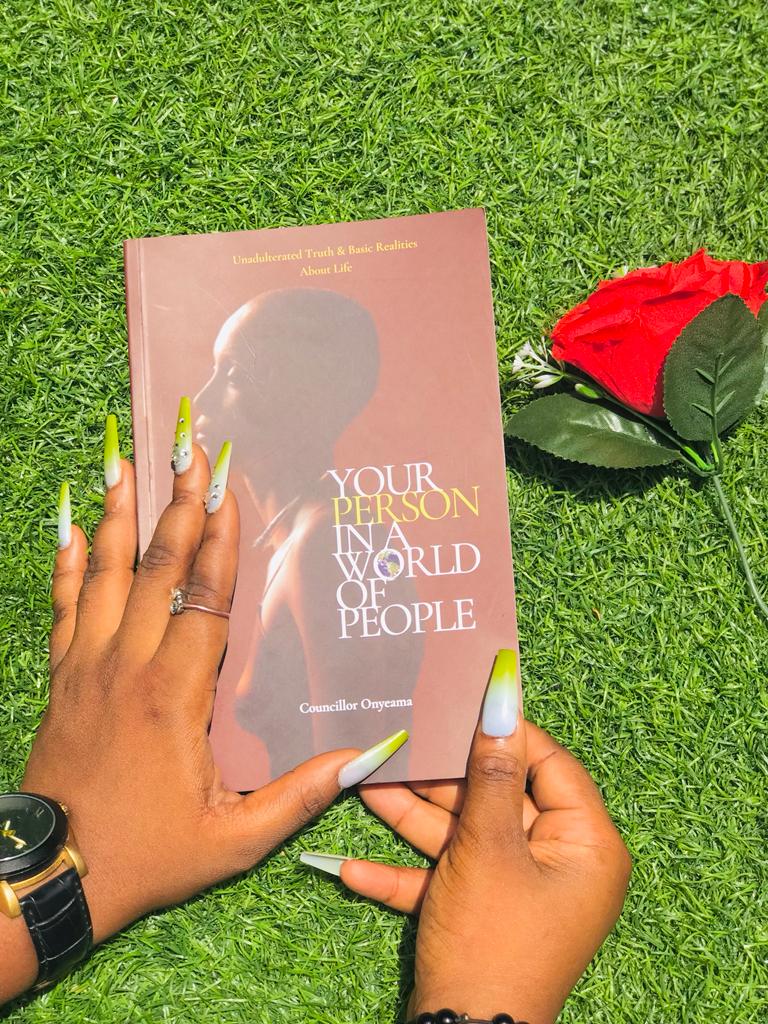 Unadulterated Truth & Basic Realities
About Life
YOUR
PERSON
IN A
WORLD
OF
PEOPLE
Councillor Onyeama